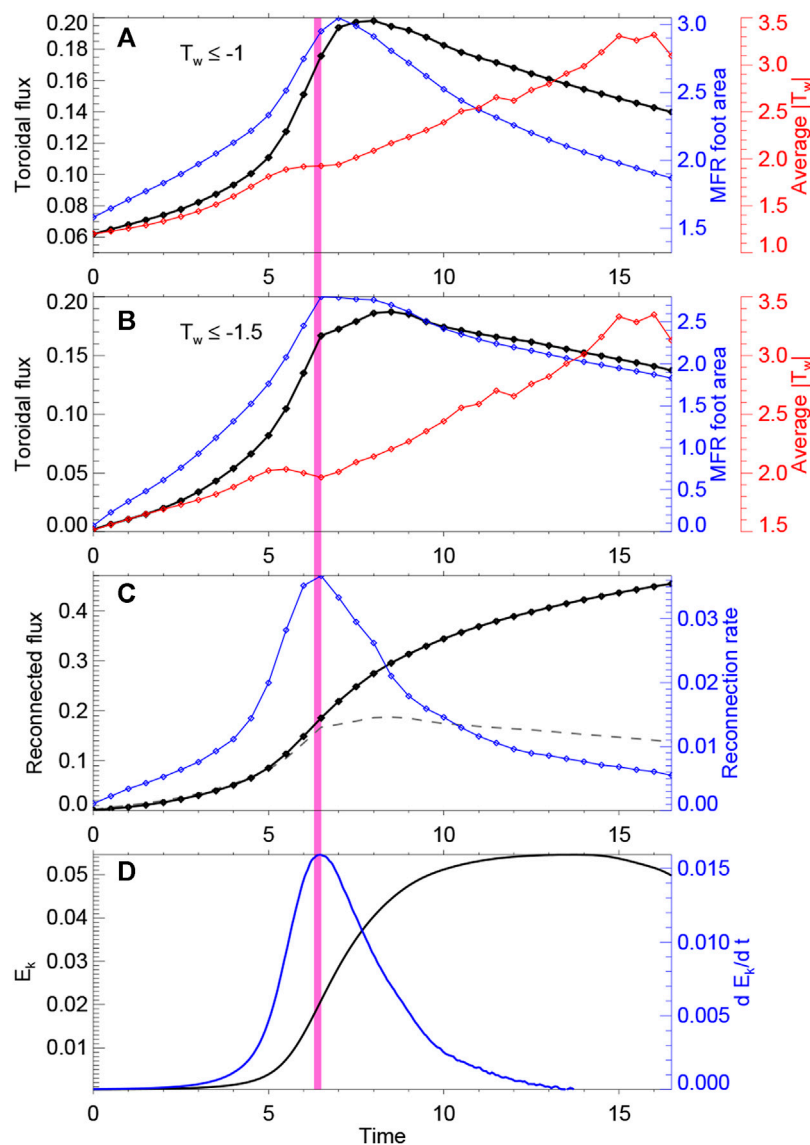 A
T_w ≤ -1
Toroidal flux
0.20
0.18
0.16
0.14
0.12
0.10
0.08
0.06
3.0
2.5
2.0
1.5
MFR foot area
3.5
3.0
2.5
2.0
1.5
1.0
Average |T_w|
0 5 10 15
B
T_w ≤ -1.5
Toroidal flux
0.20
0.15
0.10
0.05
0.00
2.5
2.0
1.5
1.0
0.5
0.0
MFR foot area
3.5
3.0
2.5
2.0
1.5
Average |T_w|
0 5 10 15
C
Reconnected flux
0.4
0.3
0.2
0.1
0.0
0.03
0.02
0.01
0.00
Reconnection rate
0 5 10 15
D
E_k
0.05
0.04
0.03
0.02
0.01
0.015
0.010
0.005
0.000
d E_k/d t
0 5 10 15
Time